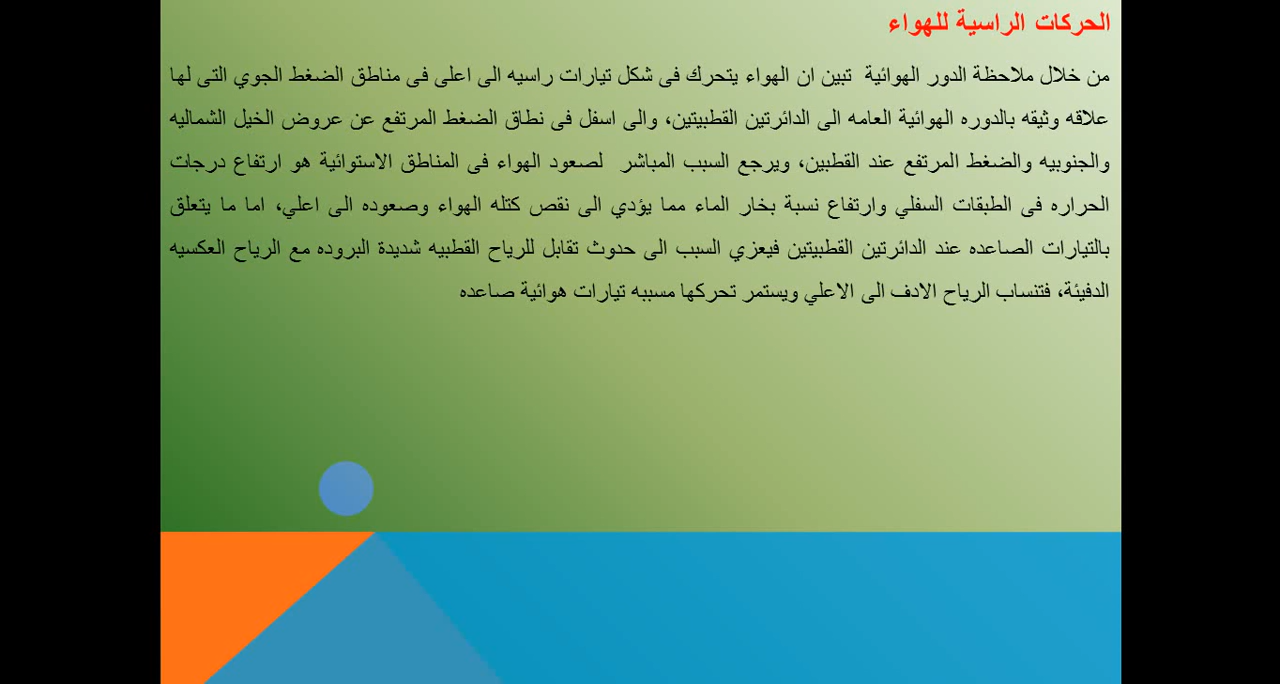 الحركات الراسية للهواء
من خلال ملاحظة الدور الهوائية تبين ان الهواء يتحرك فى شكل تيارات راسيه الى اعلى فى مناطق الضغط الجوي التى لها
علاقه وثيقه بالدوره الهوائية العامه الى الدائرتين القطبيتين، والى اسفل فى نطاق الضغط المرتفع عن عروض الخيل الشماليه
والجنوبيه والضغط المرتفع عند القطبين، ويرجع السبب المباشر لصعود الهواء فى المناطق الاستوائية هو ارتفاع درجات
الحراره فى الطبقات السفلي وارتفاع نسبة بخار الماء مما يؤدي الى نقص كتله الهواء وصعوده الى اعلي، اما ما يتعلق
بالتيارات الصاعده عند الدائرتين القطبيتين فيعزي السبب الى حدوث تقابل للرياح القطبيه شديدة البروده مع الرياح العكسيه
الدفيئة، فتنساب الرياح الادف الى الاعلي ويستمر تحركها مسببه تيارات هوائية صاعده